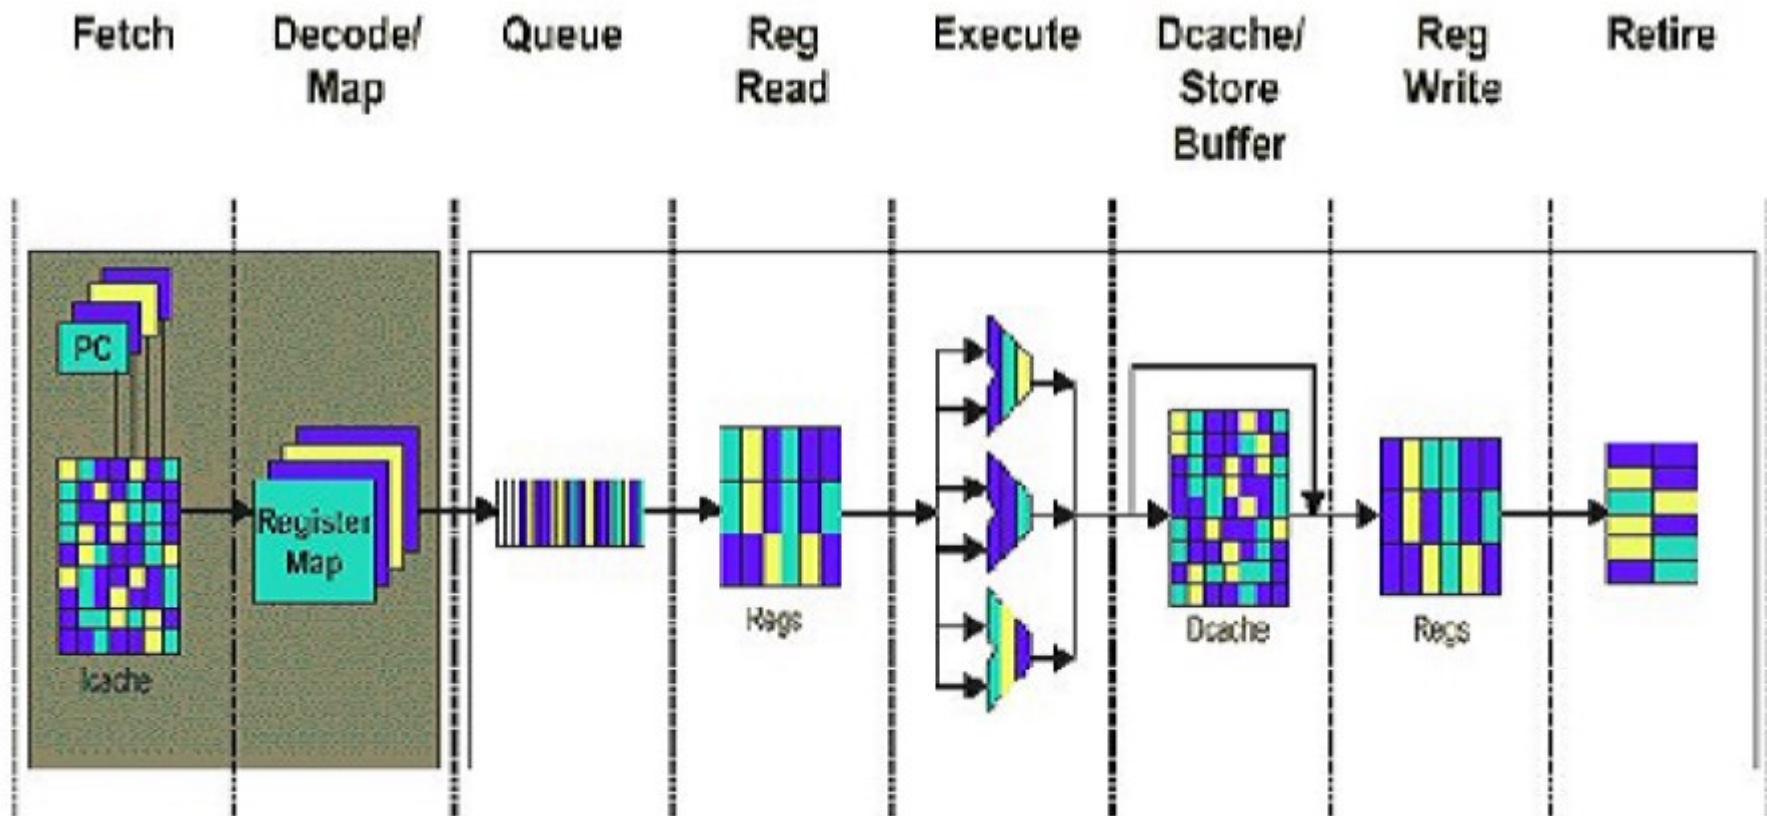 Fetch
Decode/
Map
Queue
Reg
Read
Execute
Dcache/
Store
Buffer
Reg
Write
Retire
PC
Register
Map
Icache
Regs
Dcache
Regs